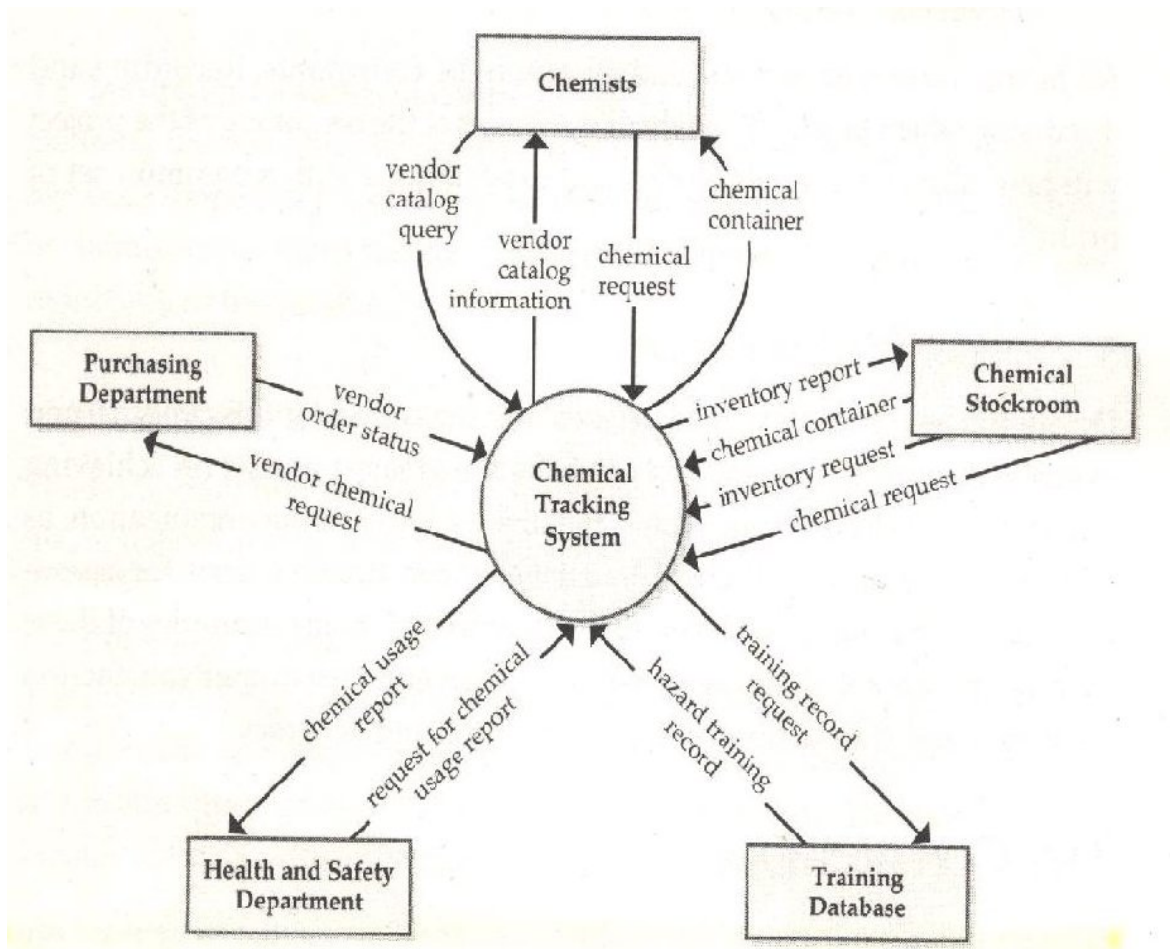 Chemists
vendor
catalog
query
vendor
catalog
information
chemical
request
chemical
container
Purchasing
Department
vendor
order status
vendor chemical
request
Chemical
Tracking
System
inventory report
chemical container
inventory request
chemical request
Chemical
Stockroom
chemical usage
report
request for chemical
usage report
hazard training
record
training record
request
Health and Safety
Department
Training
Database